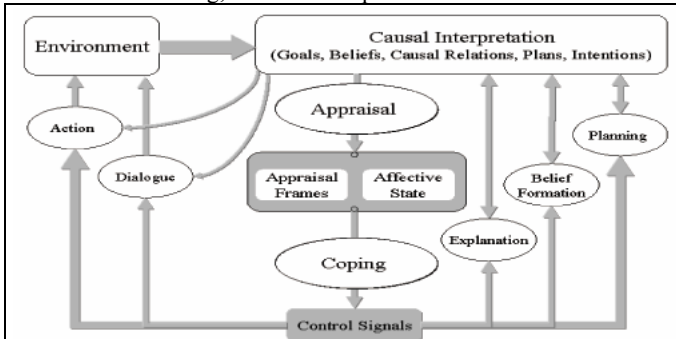 Environment
Causal Interpretation
(Goals, Beliefs, Causal Relations, Plans, Intentions)
Appraisal
Action
Planning
Appraisal
Frames
Affective
State
Dialogue
Belief
Formation
Explanation
Coping
Control Signals